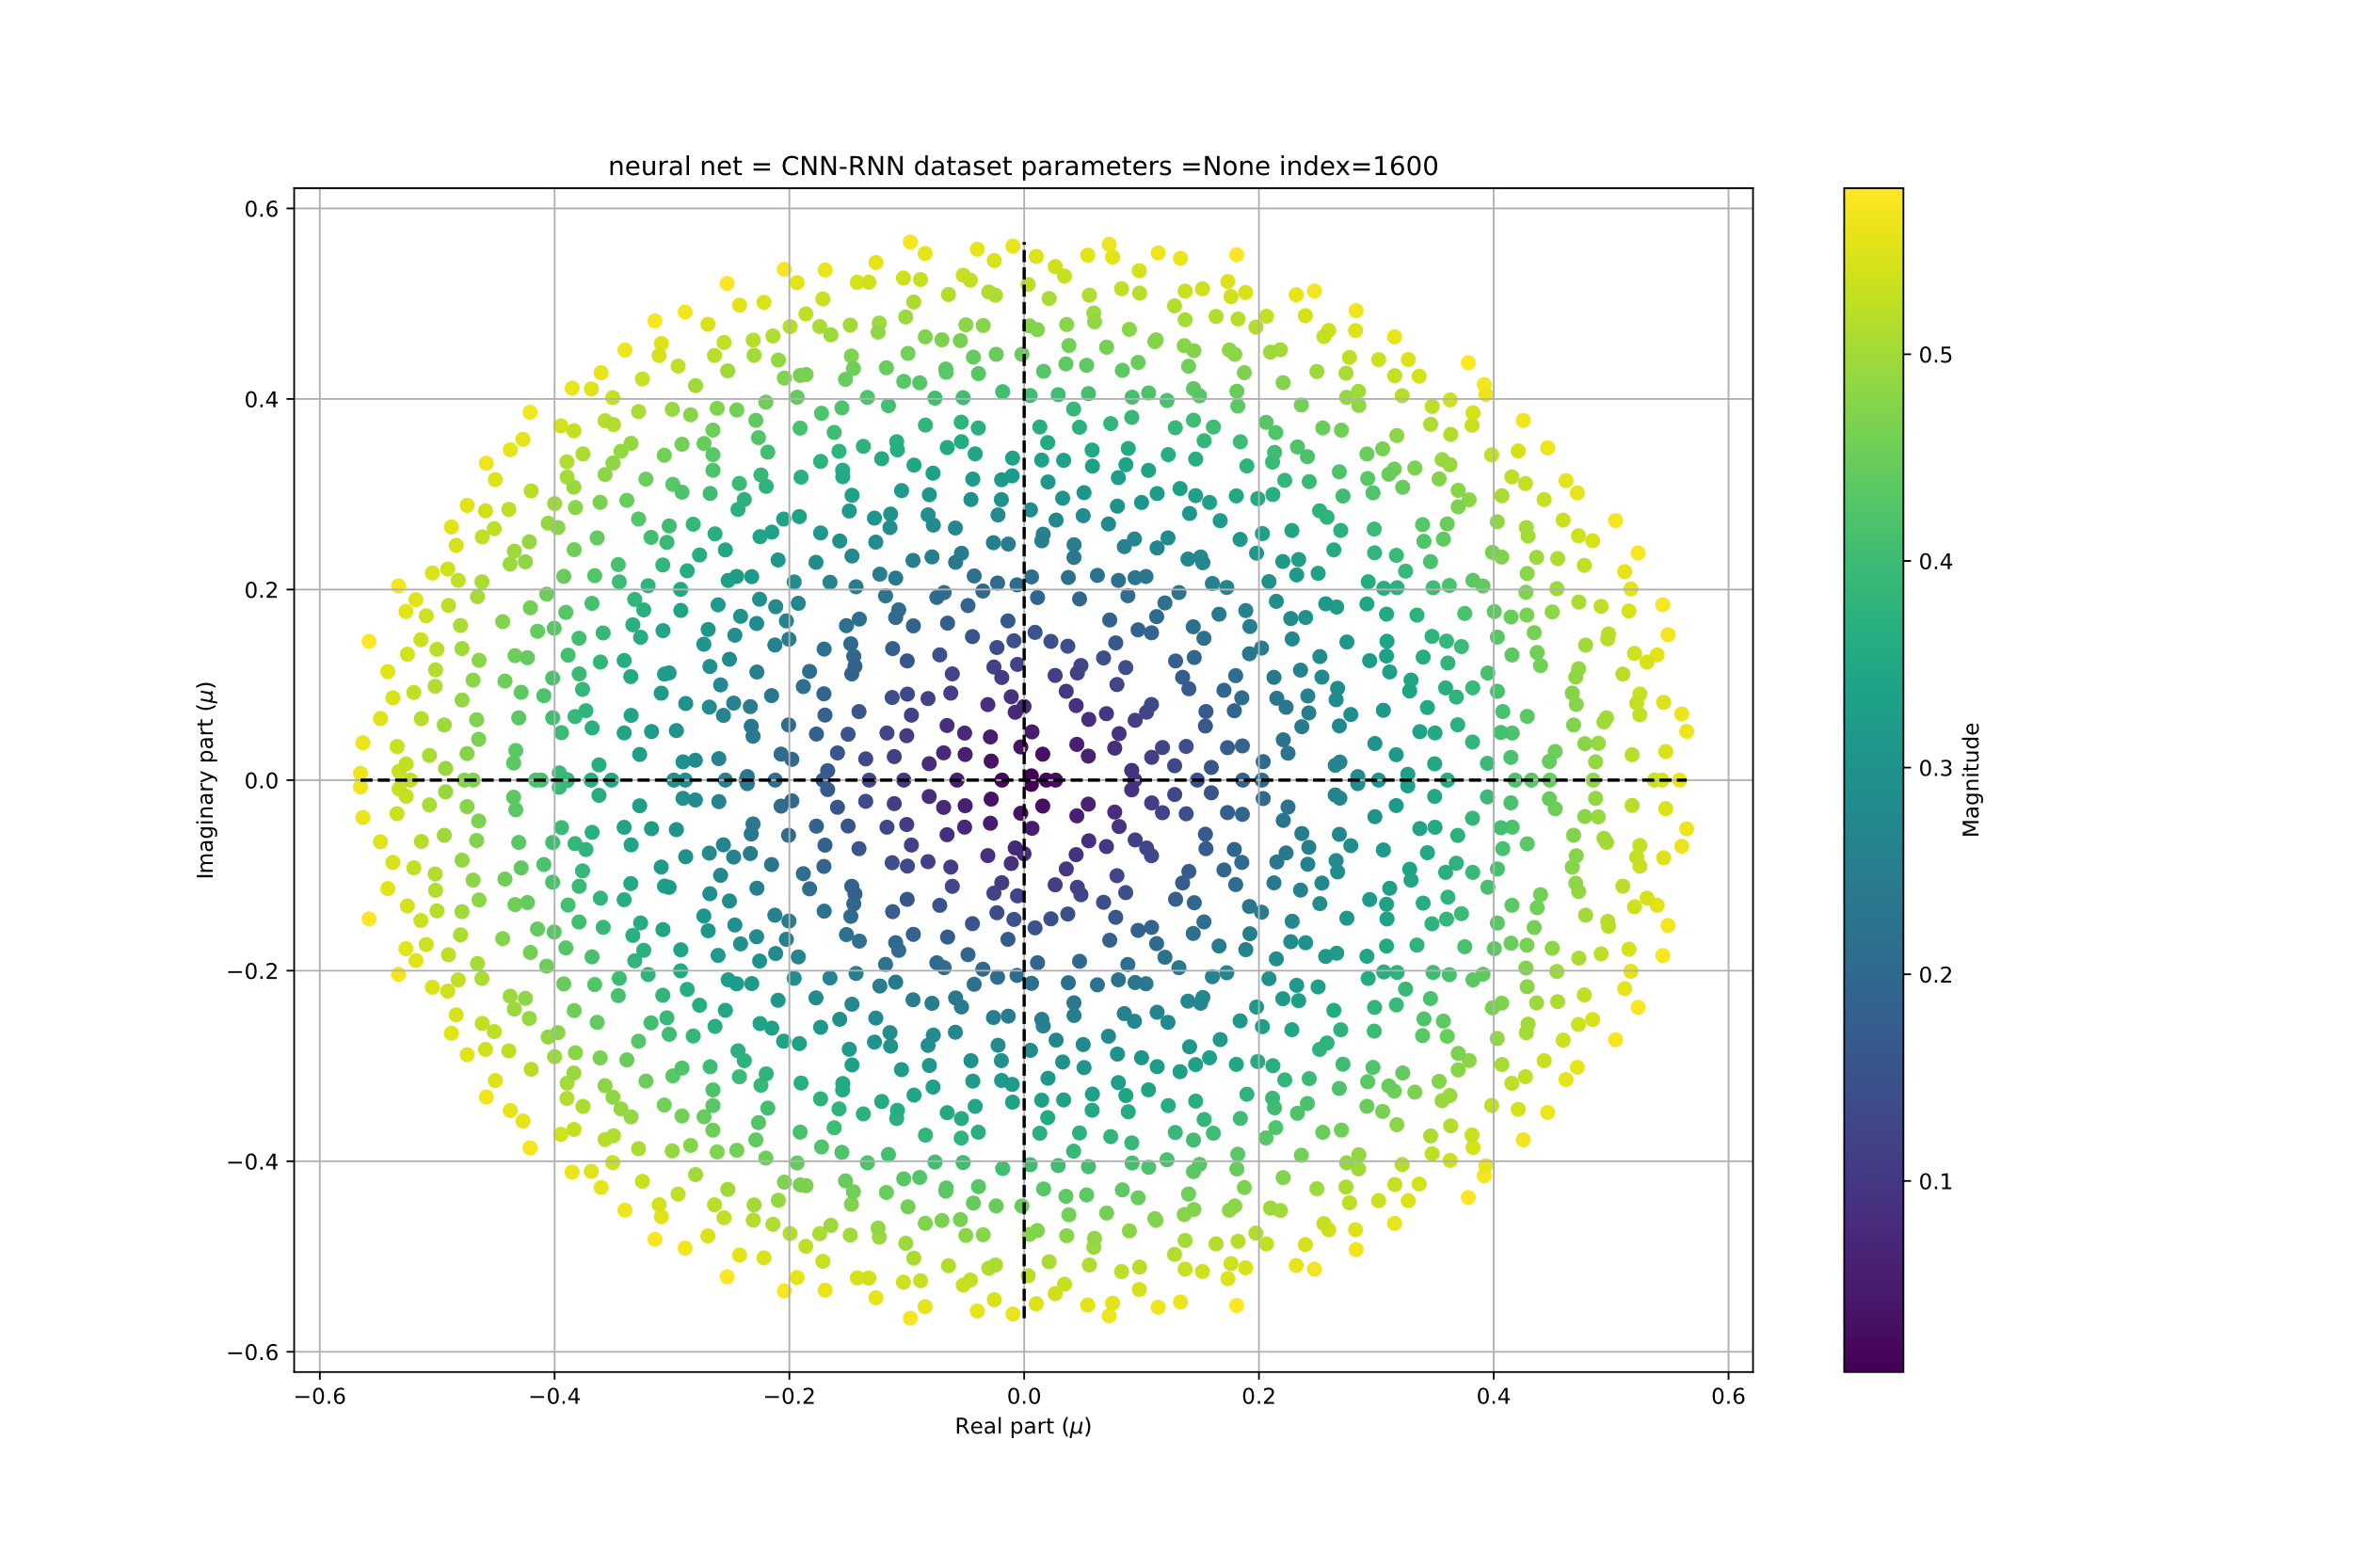 neural net = CNN-RNN dataset parameters =None index=1600
0.6
0.4
0.2
0.0
−0.2
−0.4
−0.6
Imaginary part (μ)
−0.6 −0.4 −0.2 0.0 0.2 0.4 0.6
Real part (μ)
0.5
0.4
0.3
0.2
0.1
Magnitude